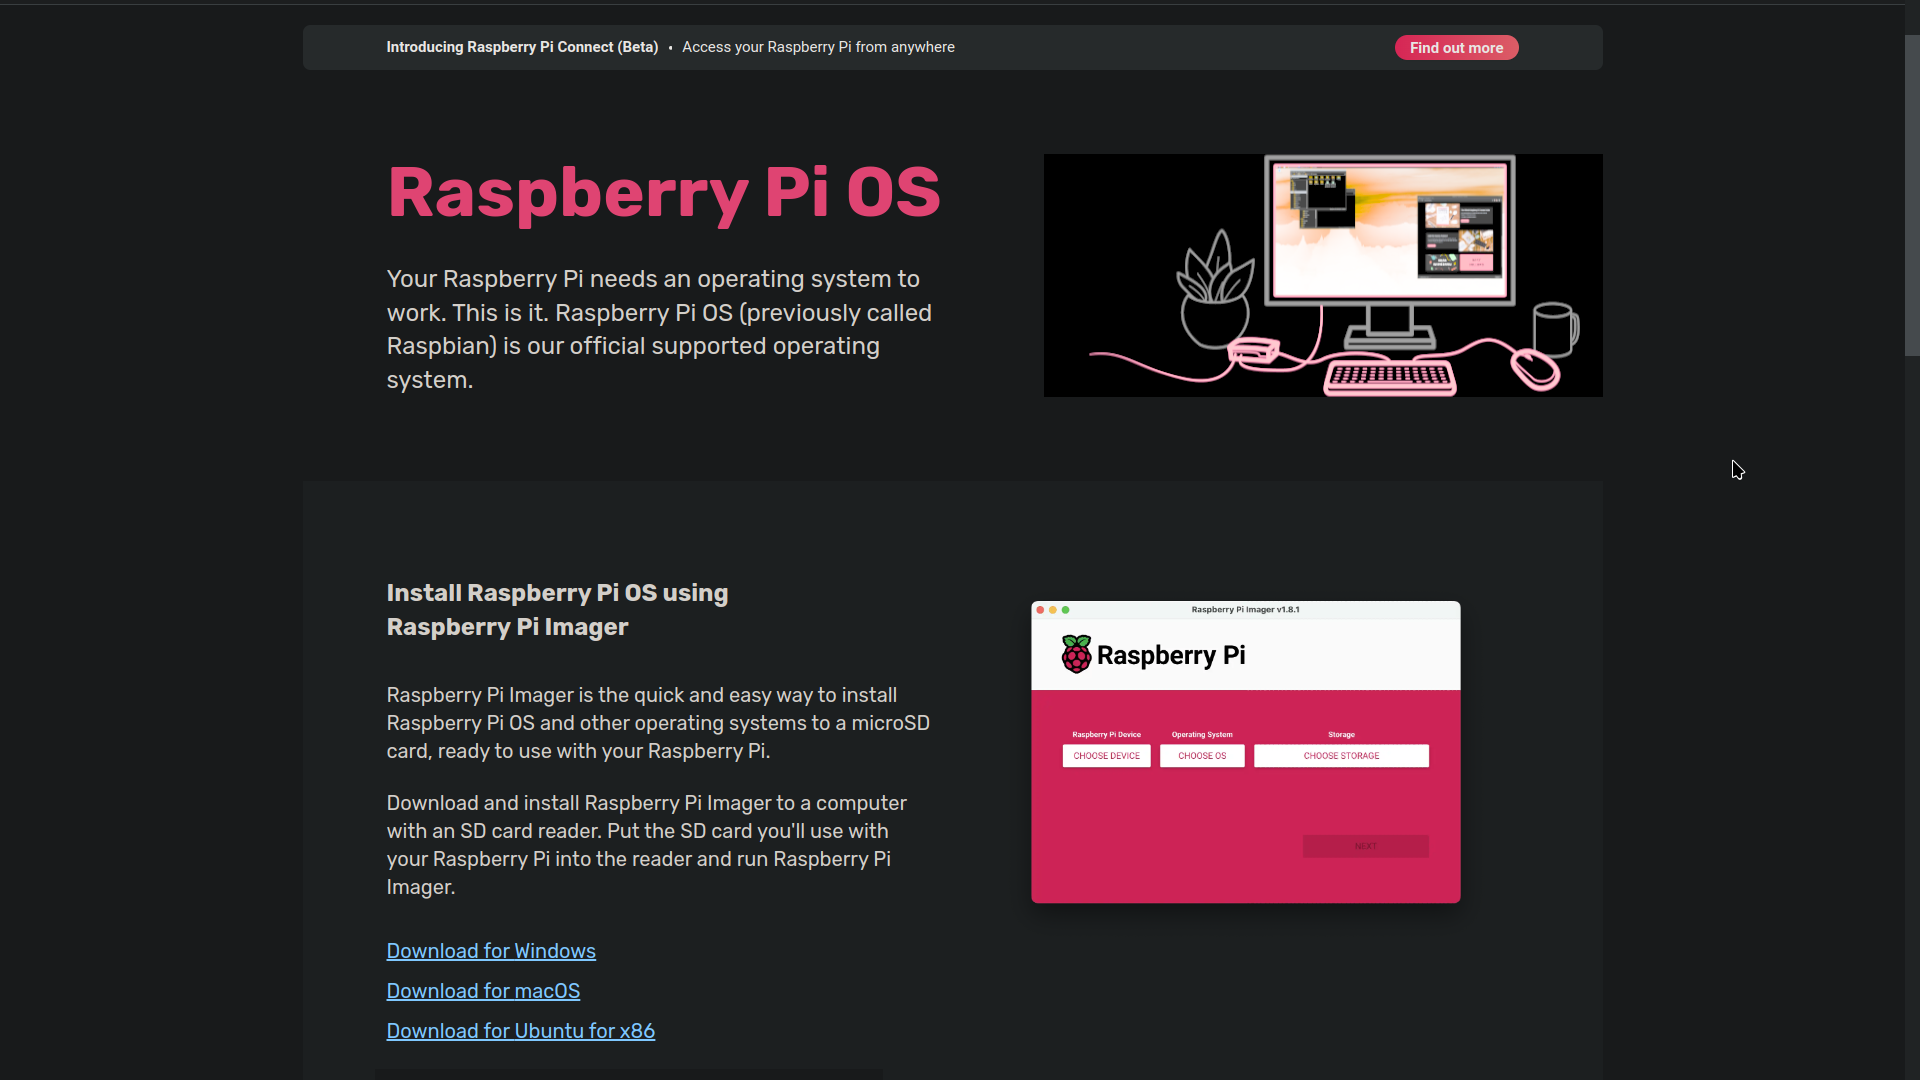 Introducing Raspberry Pi Connect (Beta) • Access your Raspberry Pi from anywhere
Find out more
Raspberry Pi OS
Your Raspberry Pi needs an operating system to
work. This is it. Raspberry Pi OS (previously called
Raspbian) is our official supported operating
system.
Install Raspberry Pi OS using
Raspberry Pi Imager
Raspberry Pi Imager is the quick and easy way to install
Raspberry Pi OS and other operating systems to a microSD
card, ready to use with your Raspberry Pi.
Download and install Raspberry Pi Imager to a computer
with an SD card reader. Put the SD card you'll use with
your Raspberry Pi into the reader and run Raspberry Pi
Imager.
Download for Windows
Download for macOS
Download for Ubuntu for x86
Raspberry Pi Imager v1.8.1
Raspberry Pi
Raspberry Pi Device Operating System Storage
CHOOSE DEVICE CHOOSE OS CHOOSE STORAGE
NEXT